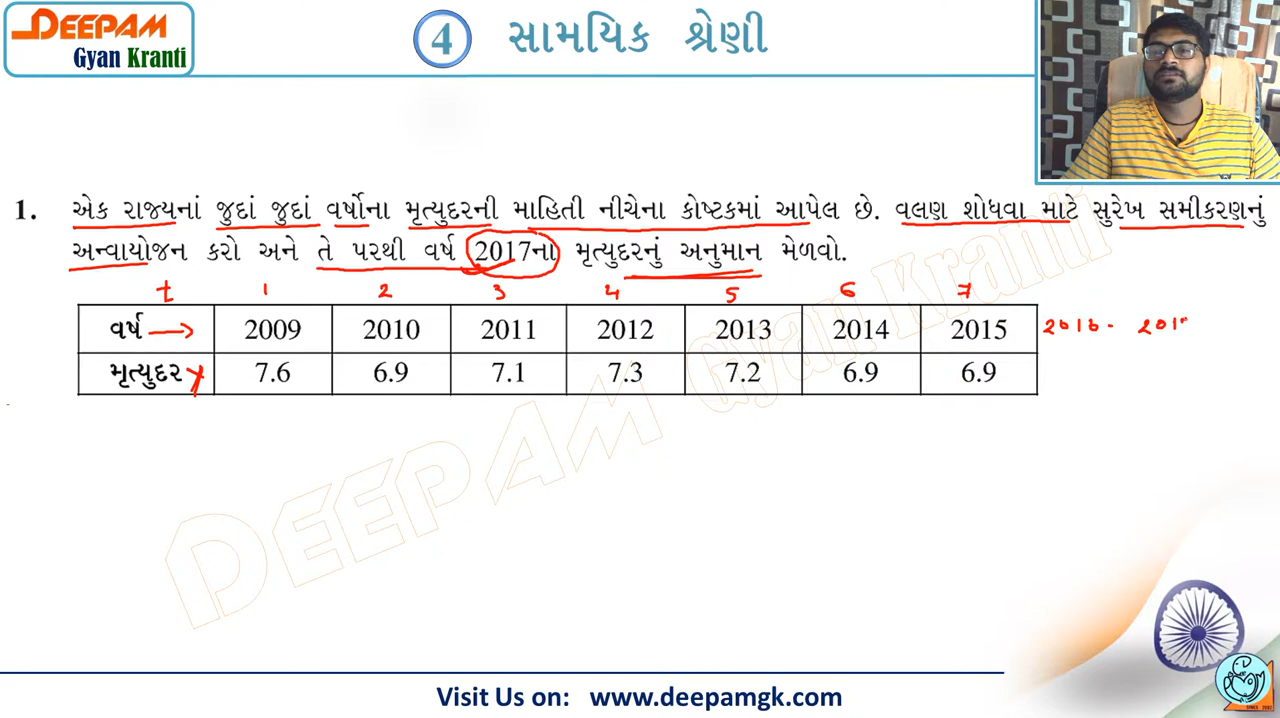 DEEPAM
Gyan Kranti
4 સામયિક શ્રેણી
1. એક રાજ્યનાં જુદાં જુદાં વર્ષોના મૃત્યુદરની માહિતી નીચેના કોષ્ટકમાં આપેલ છે. વલણ શોધવા માટે સુરેખ સમીકરણનું
અન્વાયોજન કરો અને તે પરથી વર્ષ 2017ના મૃત્યુદરનું અનુમાન મેળવો.
t 1 2 3 4 5 6 7
વર્ષ → 2009 2010 2011 2012 2013 2014 2015
મૃત્યુદર y 7.6 6.9 7.1 7.3 7.2 6.9 6.9
DEEPAM Gyan Kranti
Visit Us on: www.deepamgk.com